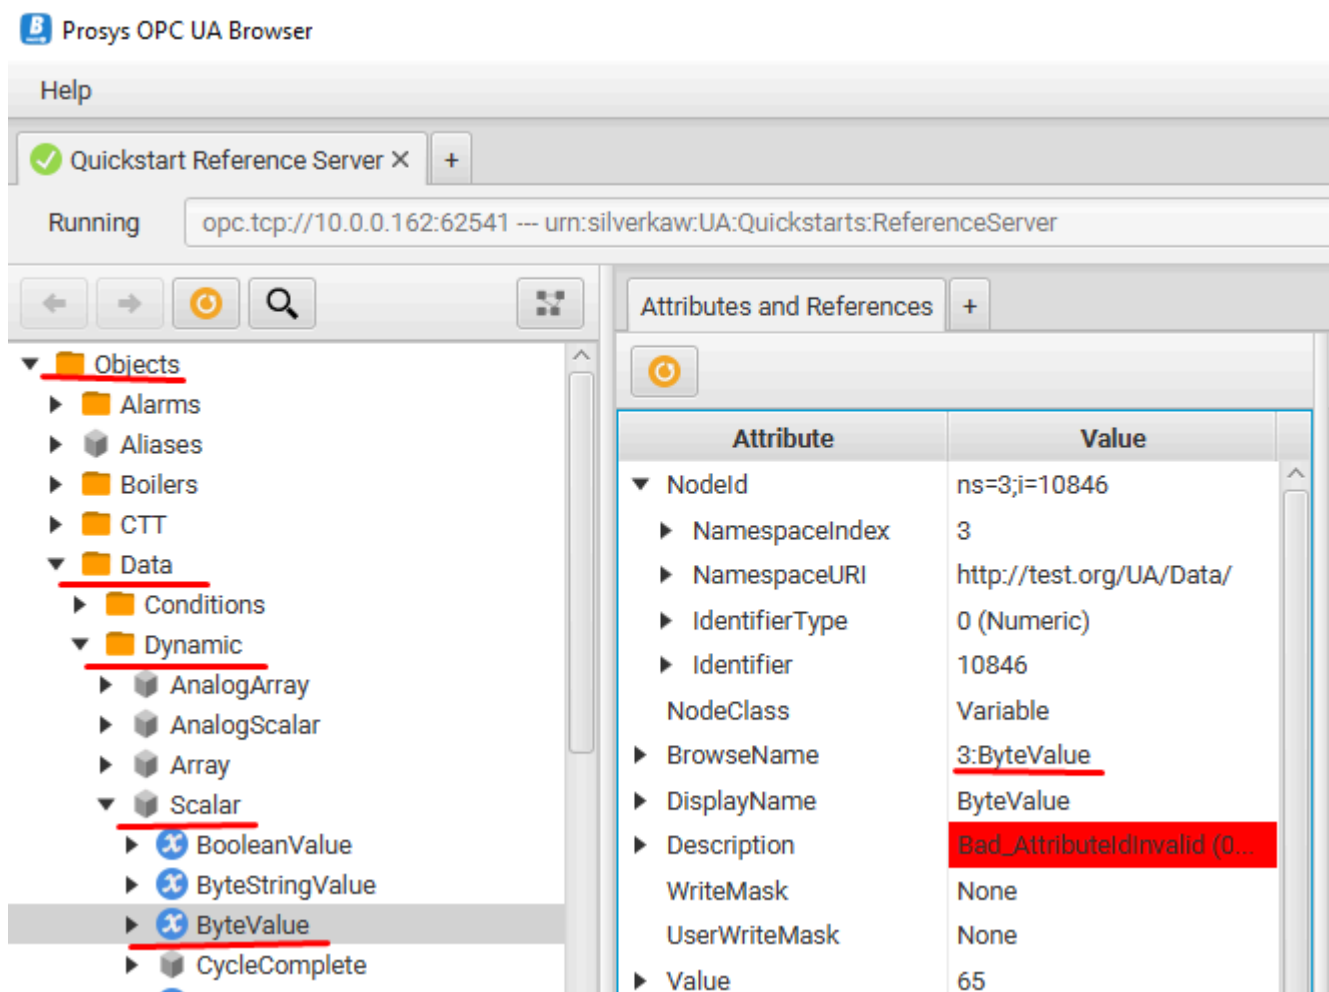 Prosys OPC UA Browser
Help
Quickstart Reference Server
+
Running
opc.tcp://10.0.0.162:62541 --- urn:silverkaw:UA:Quickstarts:ReferenceServer
Attributes and References
+
Objects
Alarms
Aliases
Boilers
CTT
Data
Conditions
Dynamic
AnalogArray
AnalogScalar
Array
Scalar
BooleanValue
ByteStringValue
ByteValue
CycleComplete
Attribute Value
NodeId ns=3;i=10846
NamespaceIndex 3
NamespaceURI http://test.org/UA/Data/
IdentifierType 0 (Numeric)
Identifier 10846
NodeClass Variable
BrowseName 3:ByteValue
DisplayName ByteValue
Description Bad_AttributeIdInvalid (0...
WriteMask None
UserWriteMask None
Value 65